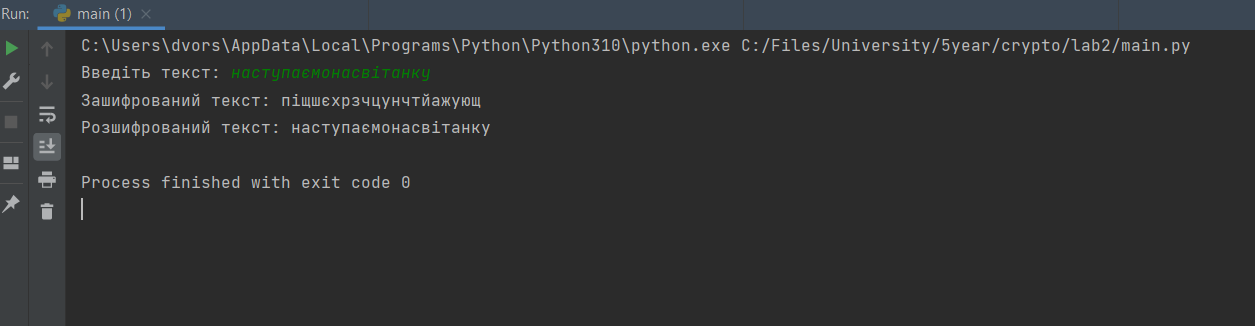 Run: main (1)
C:\Users\dvors\AppData\Local\Programs\Python\Python310\python.exe C:/Files/University/5year/crypto/lab2/main.py
Введіть текст: наступаємонасвітанку
Зашифрований текст: піщшєхрзчцунчтйажующ
Розшифрований текст: наступаємонасвітанку
Process finished with exit code 0